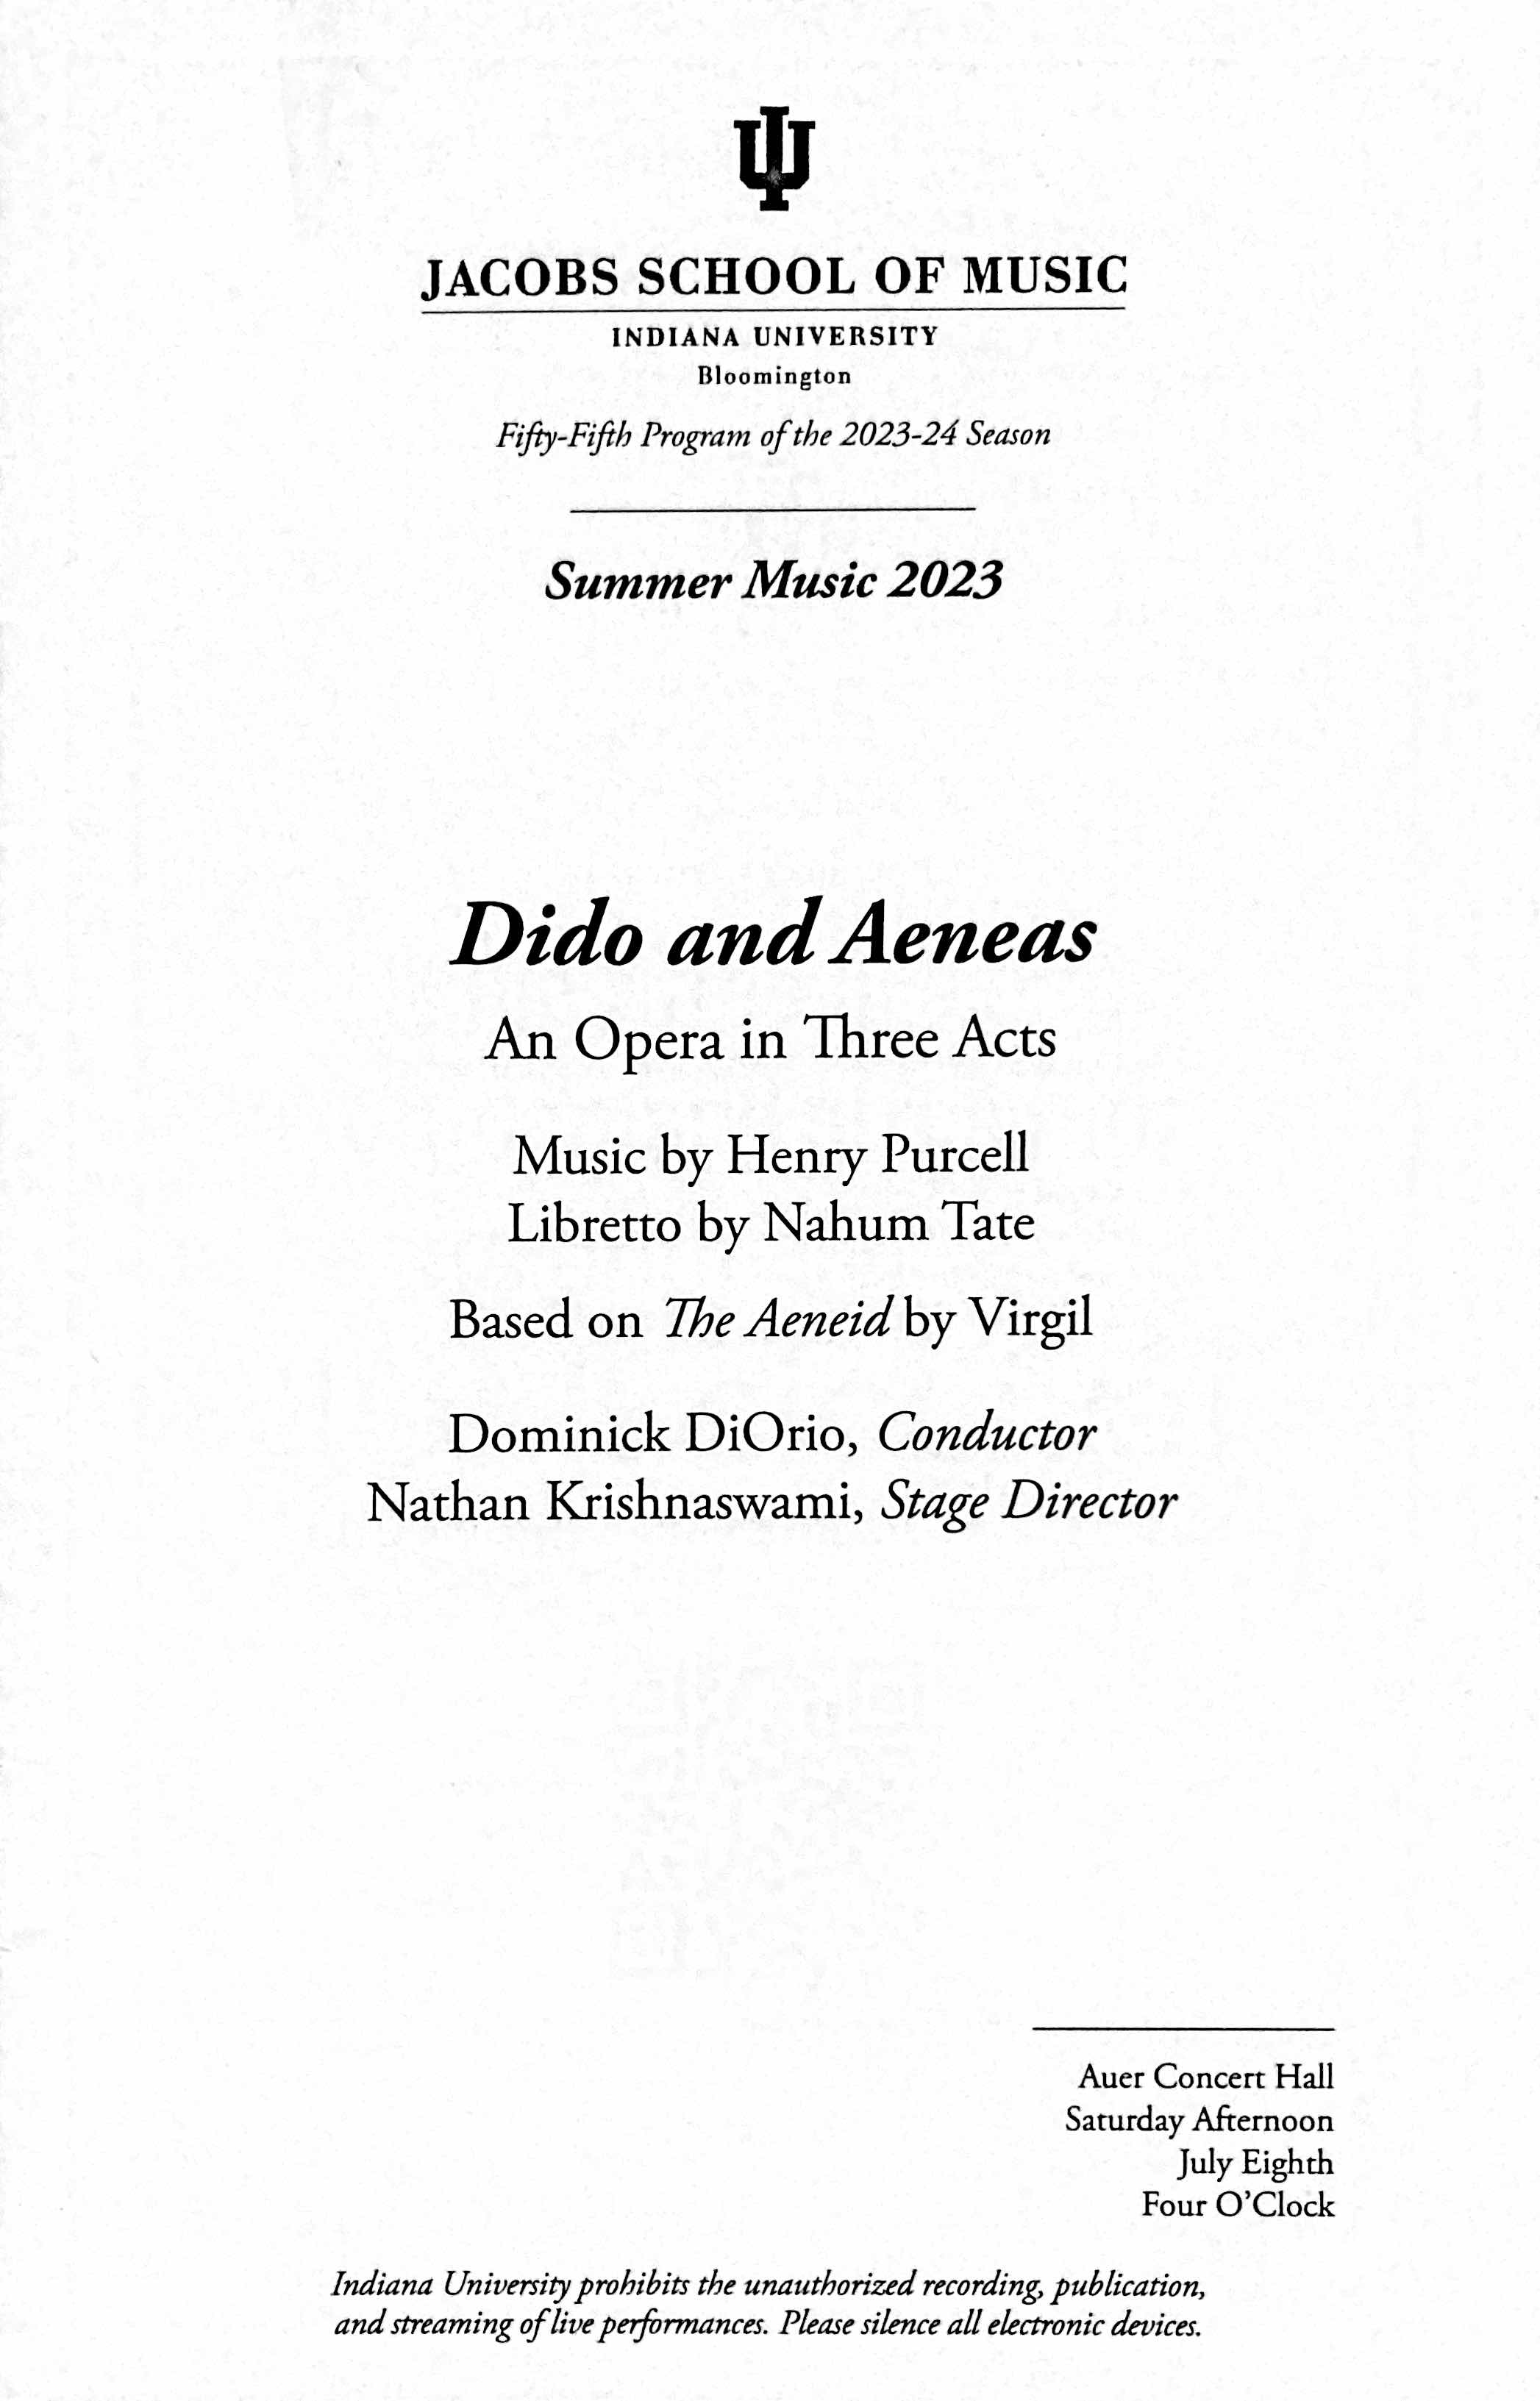 IU
JACOBS SCHOOL OF MUSIC
INDIANA UNIVERSITY
Bloomington
Fifty-Fifth Program of the 2023-24 Season
Summer Music 2023
Dido and Aeneas
An Opera in Three Acts
Music by Henry Purcell
Libretto by Nahum Tate
Based on The Aeneid by Virgil
Dominick DiOrio, Conductor
Nathan Krishnaswami, Stage Director
Auer Concert Hall
Saturday Afternoon
July Eighth
Four O’Clock
Indiana University prohibits the unauthorized recording, publication,
and streaming of live performances. Please silence all electronic devices.